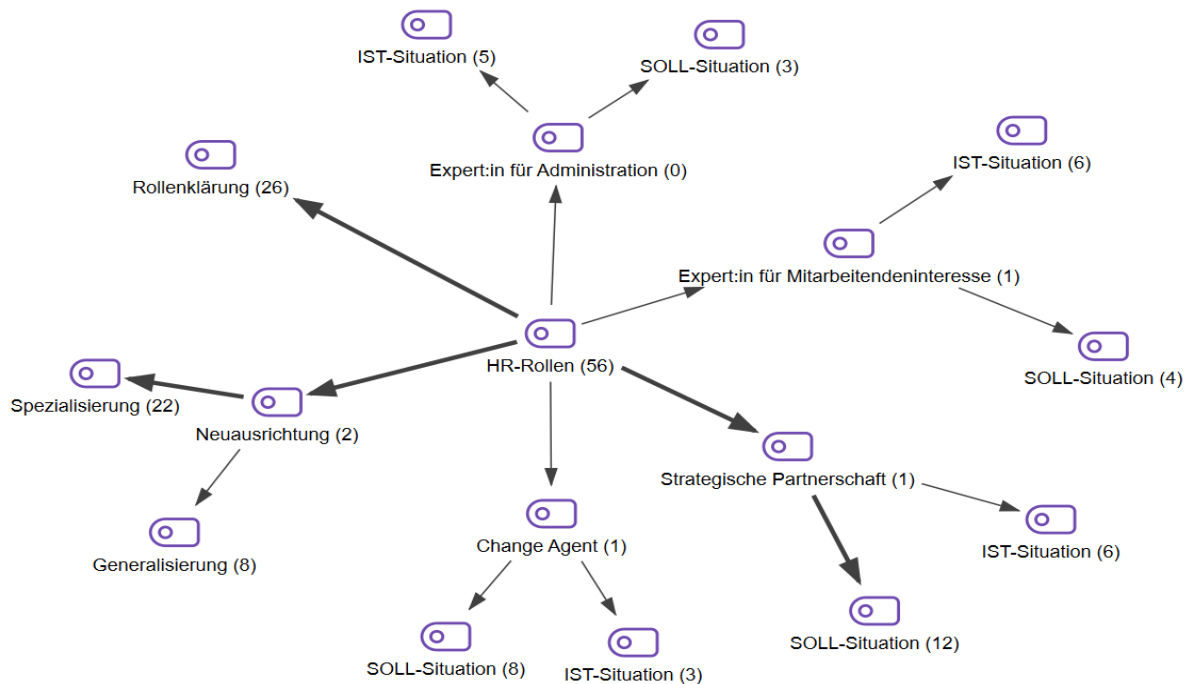 IST-Situation (5)
SOLL-Situation (3)
Expert:in für Administration (0)
IST-Situation (6)
Rollenklärung (26)
Expert:in für Mitarbeitendeninteresse (1)
HR-Rollen (56)
SOLL-Situation (4)
Spezialisierung (22)
Neuausrichtung (2)
Strategische Partnerschaft (1)
Change Agent (1)
IST-Situation (6)
Generalisierung (8)
SOLL-Situation (12)
SOLL-Situation (8)
IST-Situation (3)